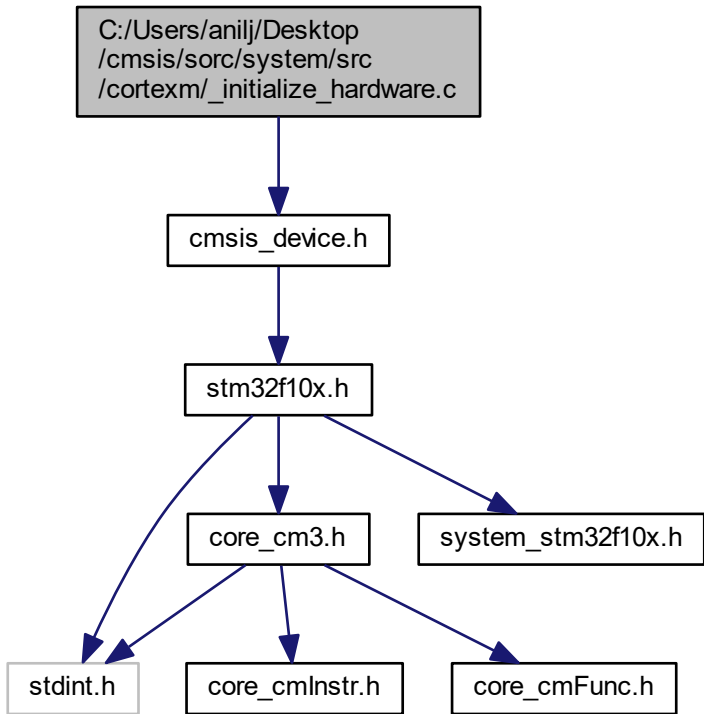 C:/Users/anilj/Desktop
/cmsis/sorc/system/src
/cortexm/_initialize_hardware.c
cmsis_device.h
stm32f10x.h
core_cm3.h
system_stm32f10x.h
stdint.h
core_cmInstr.h
core_cmFunc.h